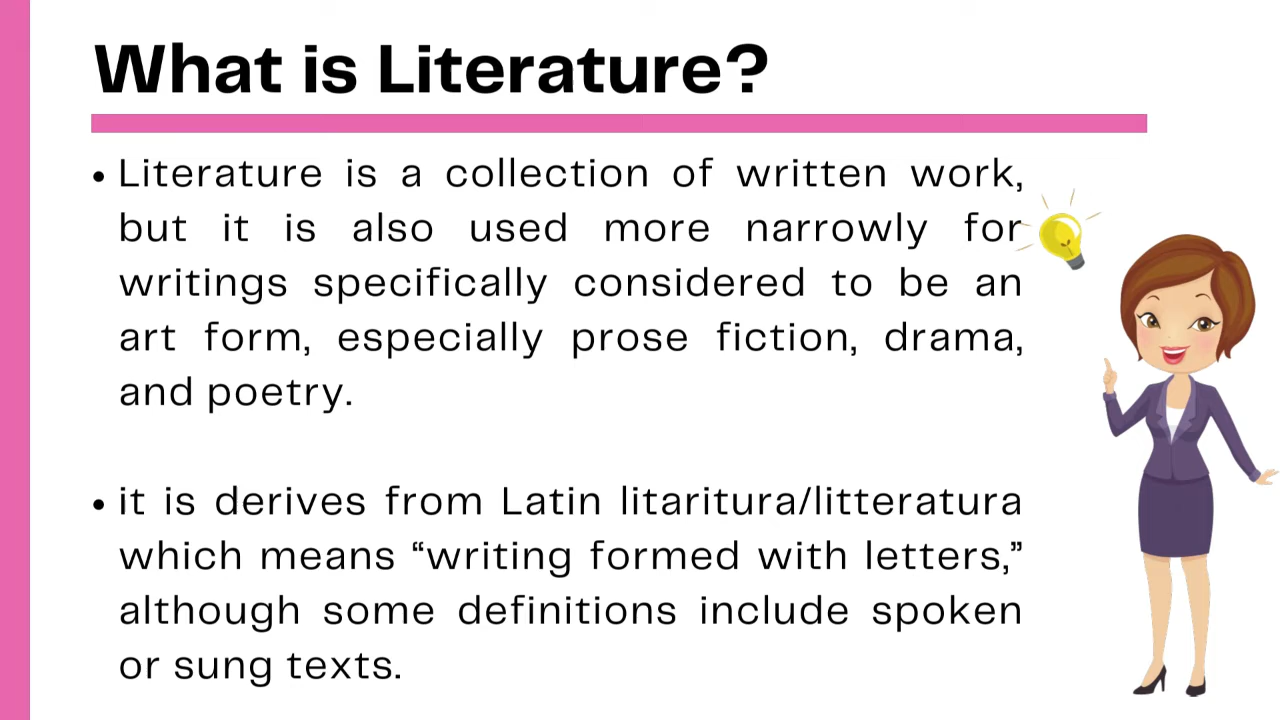 What is Literature?
• Literature is a collection of written work,
but it is also used more narrowly for
writings specifically considered to be an
art form, especially prose fiction, drama,
and poetry.
• it is derives from Latin litaritura/litteratura
which means “writing formed with letters,”
although some definitions include spoken
or sung texts.